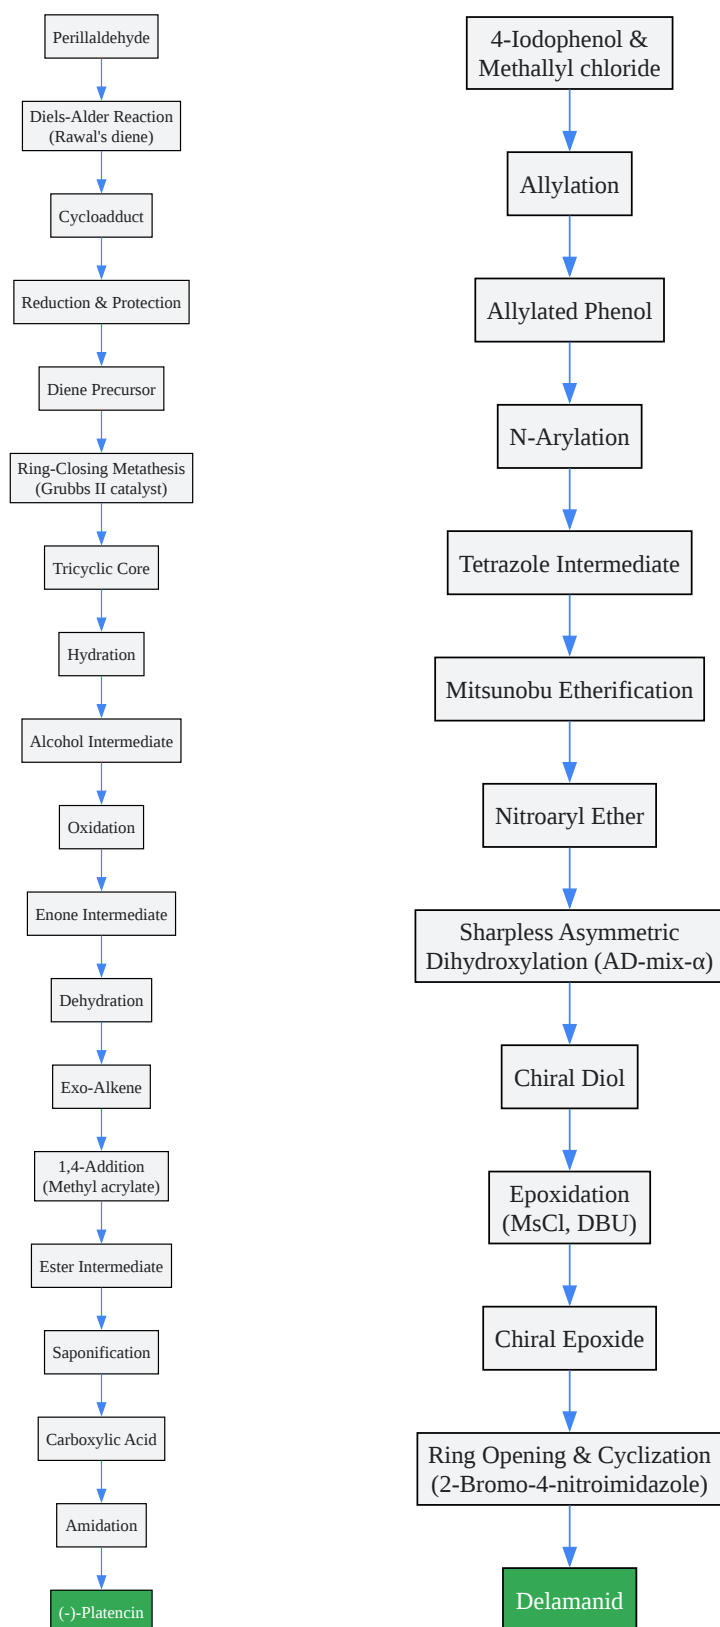 Perillaldehyde
Diels-Alder Reaction
(Rawal's diene)
Cycloadduct
Reduction & Protection
Diene Precursor
Ring-Closing Metathesis
(Grubbs II catalyst)
Tricyclic Core
Hydration
Alcohol Intermediate
Oxidation
Enone Intermediate
Dehydration
Exo-Alkene
1,4-Addition
(Methyl acrylate)
Ester Intermediate
Saponification
Carboxylic Acid
Amidation
(-)-Platencin
4-Iodophenol &
Methallyl chloride
Allylation
Allylated Phenol
N-Arylation
Tetrazole Intermediate
Mitsunobu Etherification
Nitroaryl Ether
Sharpless Asymmetric
Dihydroxylation (AD-mix-α)
Chiral Diol
Epoxidation
(MsCl, DBU)
Chiral Epoxide
Ring Opening & Cyclization
(2-Bromo-4-nitroimidazole)
Delamanid